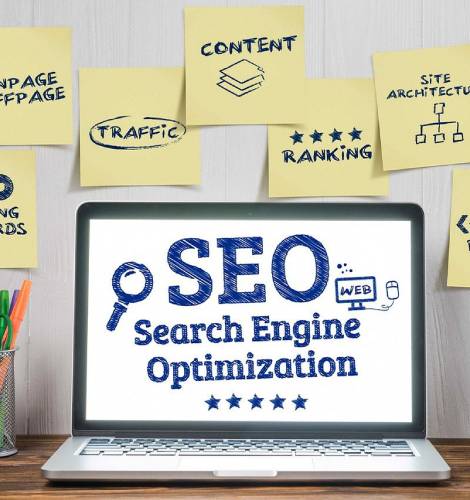 CONTENT
TRAFFIC
RANKING
SITE
SEO
WEB
Search Engine
Optimization